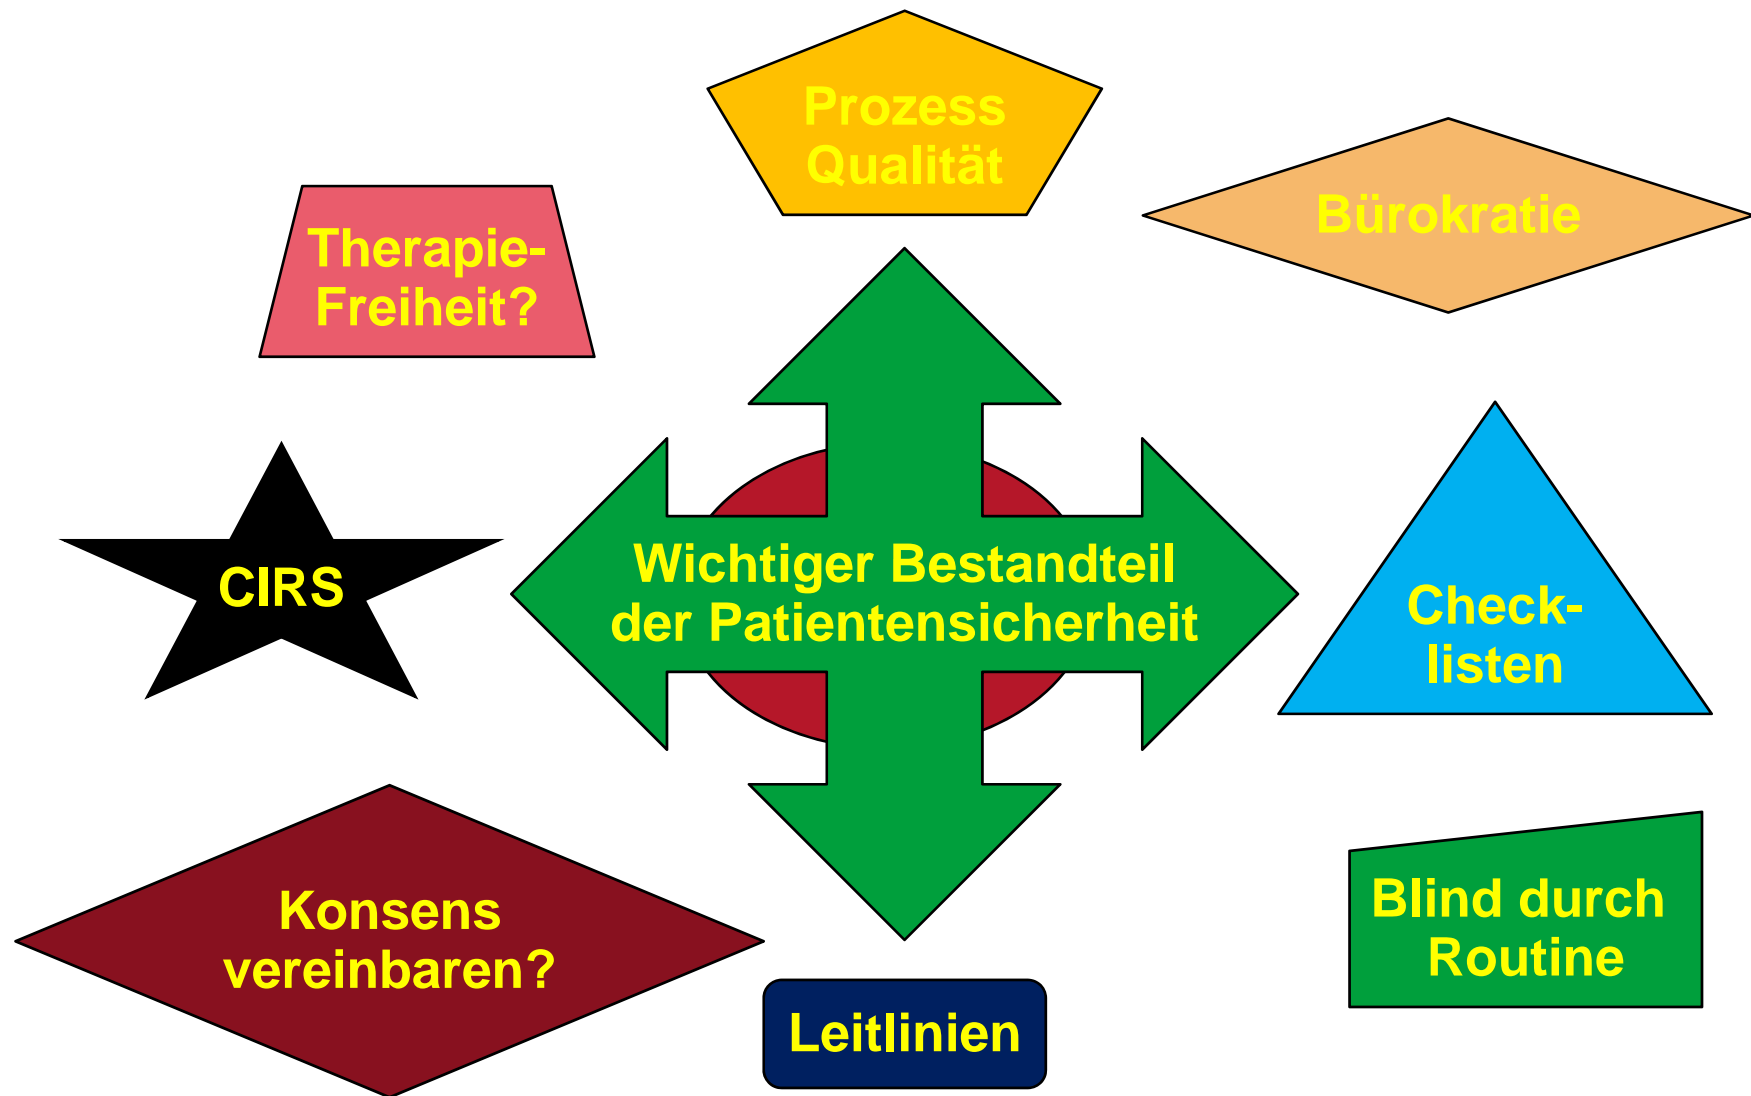 Prozess
Qualität
Bürokratie
Therapie-
Freiheit?
Wichtiger Bestandteil
der Patientensicherheit
CIRS
Check-
listen
Konsens
vereinbaren?
Blind durch
Routine
Leitlinien